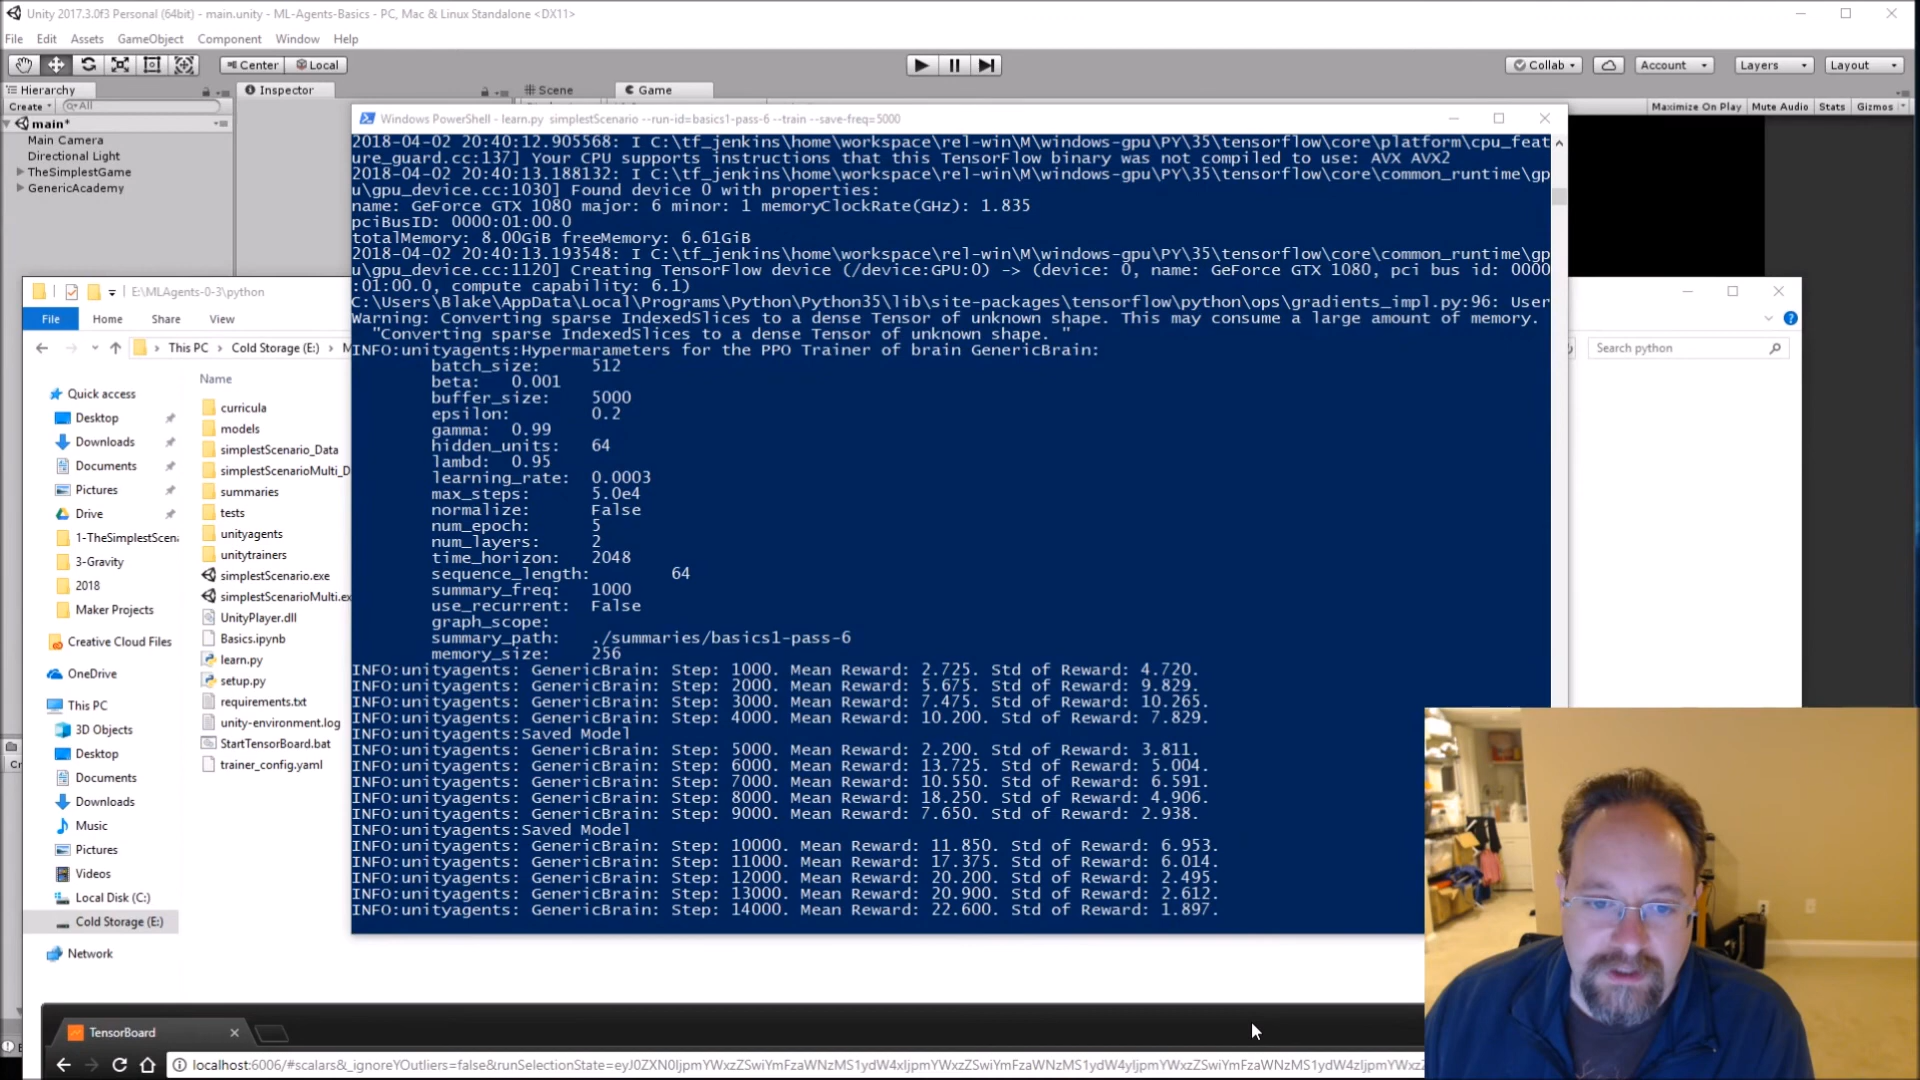 Unity 2017.3.0f3 Personal (64bit) - main.unity - ML-Agents-Basics - PC, Mac & Linux Standalone <DX11>
File Edit Assets GameObject Component Window Help
Center Local Collab Account Layers Layout
Hierarchy Inspector Scene Game
Create All Maximize On Play Mute Audio Stats Gizmos
main*
Main Camera
Directional Light
TheSimplestGame
GenericAcademy
Windows PowerShell - learn.py simplestScenario --run-id=basics1-pass-6 --train --save-freq=5000
2018-04-02 20:40:12.905568: I C:\tf_jenkins\home\workspace\rel-win\M\windows-gpu\PY\35\tensorflow\core\platform\cpu_feat
ure_guard.cc:137] Your CPU supports instructions that this TensorFlow binary was not compiled to use: AVX AVX2
2018-04-02 20:40:13.188132: I C:\tf_jenkins\home\workspace\rel-win\M\windows-gpu\PY\35\tensorflow\core\common_runtime\gp
u\gpu_device.cc:1030] Found device 0 with properties:
name: GeForce GTX 1080 major: 6 minor: 1 memoryClockRate(GHz): 1.835
pciBusID: 0000:01:00.0
totalMemory: 8.00GiB freeMemory: 6.61GiB
2018-04-02 20:40:13.193548: I C:\tf_jenkins\home\workspace\rel-win\M\windows-gpu\PY\35\tensorflow\core\common_runtime\gp
u\gpu_device.cc:1120] Creating TensorFlow device (/device:GPU:0) -> (device: 0, name: GeForce GTX 1080, pci bus id: 0000
:01:00.0, compute capability: 6.1)
C:\Users\Blake\AppData\Local\Programs\Python\Python35\lib\site-packages\tensorflow\python\ops\gradients_impl.py:96: User
Warning: Converting sparse IndexedSlices to a dense Tensor of unknown shape. This may consume a large amount of memory.
"Converting sparse IndexedSlices to a dense Tensor of unknown shape. "
INFO:unityagents:Hypermarameters for the PPO Trainer of brain GenericBrain:
batch_size: 512
beta: 0.001
buffer_size: 5000
epsilon: 0.2
gamma: 0.99
hidden_units: 64
lambd: 0.95
learning_rate: 0.0003
max_steps: 5.0e4
normalize: False
num_epoch: 5
num_layers: 2
time_horizon: 2048
sequence_length: 64
summary_freq: 1000
use_recurrent: False
graph_scope:
summary_path: ./summaries/basics1-pass-6
memory_size: 256
INFO:unityagents: GenericBrain: Step: 1000. Mean Reward: 2.725. Std of Reward: 4.720.
INFO:unityagents: GenericBrain: Step: 2000. Mean Reward: 5.675. Std of Reward: 9.829.
INFO:unityagents: GenericBrain: Step: 3000. Mean Reward: 7.475. Std of Reward: 10.265.
INFO:unityagents: GenericBrain: Step: 4000. Mean Reward: 10.200. Std of Reward: 7.829.
INFO:unityagents:Saved Model
INFO:unityagents: GenericBrain: Step: 5000. Mean Reward: 2.200. Std of Reward: 3.811.
INFO:unityagents: GenericBrain: Step: 6000. Mean Reward: 13.725. Std of Reward: 5.004.
INFO:unityagents: GenericBrain: Step: 7000. Mean Reward: 10.550. Std of Reward: 6.591.
INFO:unityagents: GenericBrain: Step: 8000. Mean Reward: 18.250. Std of Reward: 4.906.
INFO:unityagents: GenericBrain: Step: 9000. Mean Reward: 7.650. Std of Reward: 2.938.
INFO:unityagents:Saved Model
INFO:unityagents: GenericBrain: Step: 10000. Mean Reward: 11.850. Std of Reward: 6.953.
INFO:unityagents: GenericBrain: Step: 11000. Mean Reward: 17.375. Std of Reward: 6.014.
INFO:unityagents: GenericBrain: Step: 12000. Mean Reward: 20.200. Std of Reward: 2.495.
INFO:unityagents: GenericBrain: Step: 13000. Mean Reward: 20.900. Std of Reward: 2.612.
INFO:unityagents: GenericBrain: Step: 14000. Mean Reward: 22.600. Std of Reward: 1.897.
E:\MLAgents-0-3\python
File Home Share View
This PC > Cold Storage (E:) > M
Search python
Name
Quick access
Desktop
Downloads
Documents
Pictures
Drive
1-TheSimplestScena
3-Gravity
2018
Maker Projects
Creative Cloud Files
OneDrive
This PC
3D Objects
Desktop
Documents
Downloads
Music
Pictures
Videos
Local Disk (C:)
Cold Storage (E:)
Network
curricula
models
simplestScenario_Data
simplestScenarioMulti_D
summaries
tests
unityagents
unitytrainers
simplestScenario.exe
simplestScenarioMulti.ex
UnityPlayer.dll
Basics.ipynb
learn.py
setup.py
requirements.txt
unity-environment.log
StartTensorBoard.bat
trainer_config.yaml
Cr
TensorBoard
localhost:6006/#scalars&_ignoreYOutliers=false&runSelectionState=eyJ0ZXN0IjpmYWxzZSwiYmFzaWNzMS1ydW4xIjpmYWxzZSwiYmFzaWNzMS1ydW4yIjpmYWxzZSwiYmFzaWNzMS1ydW4zIjpmYWxzZ